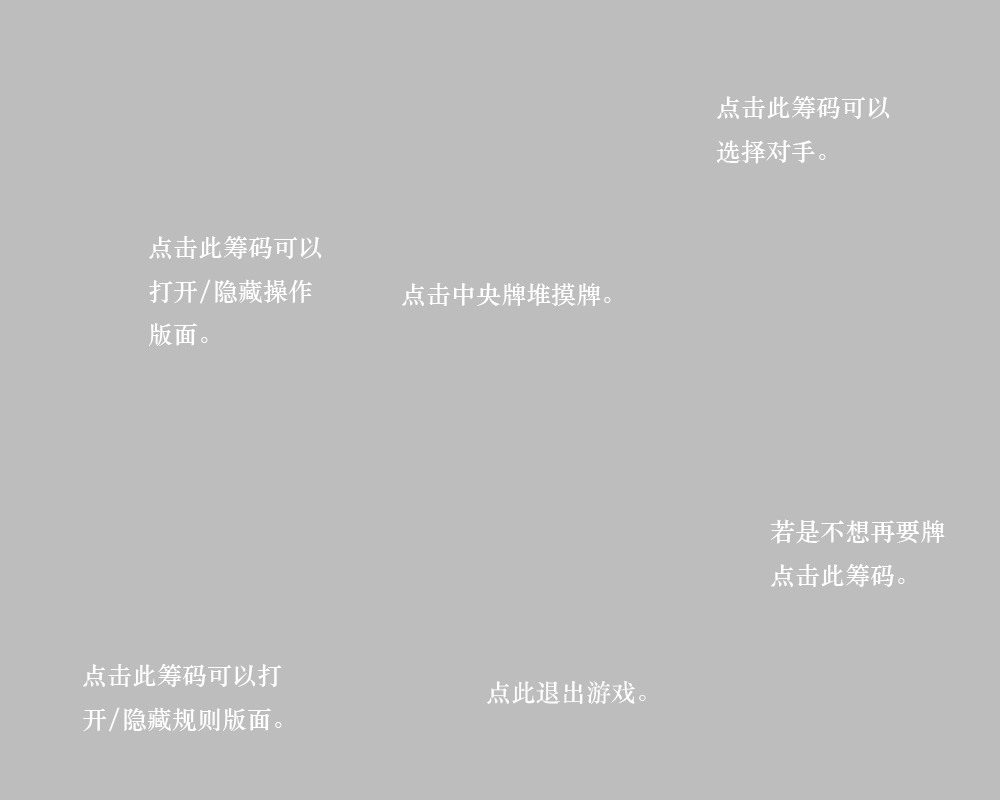 点击此筹码可以
选择对手。
点击此筹码可以
打开/隐藏操作
版面。
点击中央牌堆摸牌。
若是不想再要牌
点击此筹码。
点击此筹码可以打
开/隐藏规则版面。
点此退出游戏。